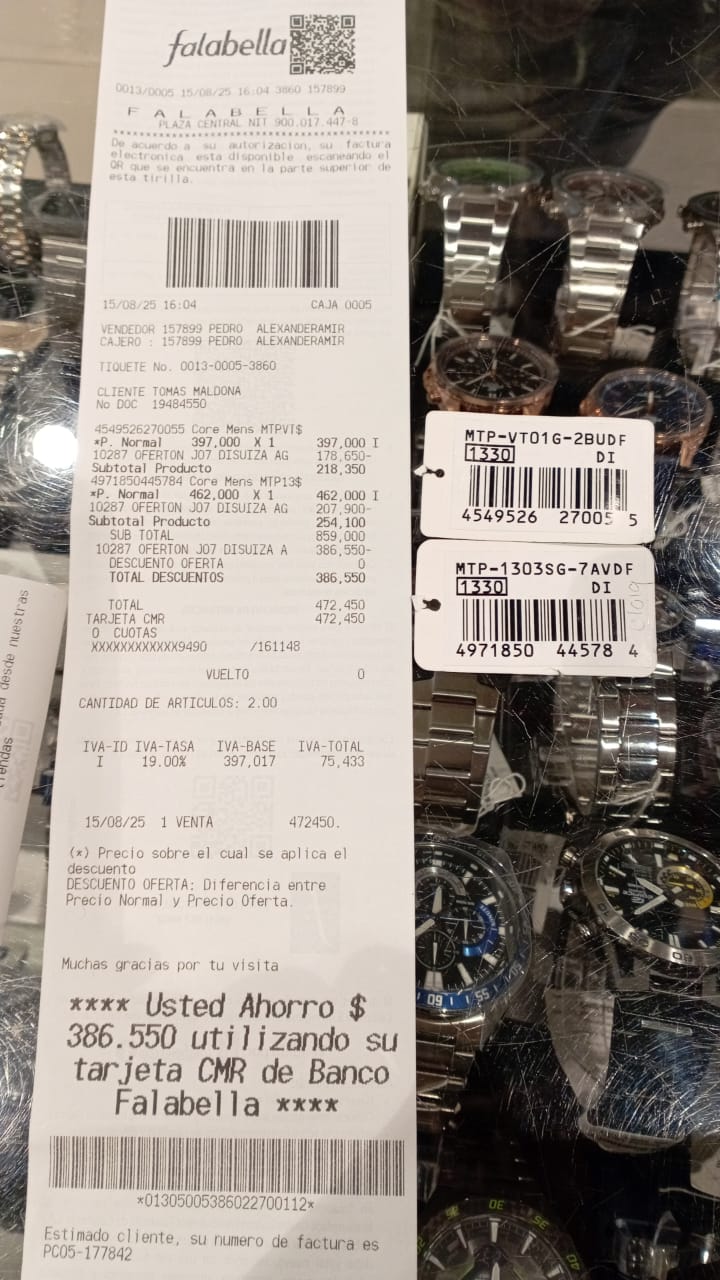 falabella
0013/0005 15/08/25 16:04 3860 157899
F A L A B E L L A
PLAZA CENTRAL NIT 900.017.447-8
De acuerdo a su autorizacion, su factura
electronica esta disponible escaneando el
QR que se encuentra en la parte superior de
esta tirilla.
15/08/25 16:04 CAJA 0005
VENDEDOR 157899 PEDRO ALEXANDERAMIR
CAJERO : 157899 PEDRO ALEXANDERAMIR
TIQUETE No. 0013-0005-3860
CLIENTE TOMAS MALDONA
No DOC 19484550
4549526270055 Core Mens MTPVT$
*P. Normal 397,000 X 1 397,000 I
10287 OFERTON J07 DISUIZA AG 178,650-
Subtotal Producto 218,350
4971850445784 Core Mens MTP13$
*P. Normal 462,000 X 1 462,000 I
10287 OFERTON J07 DISUIZA AG 207,900-
Subtotal Producto 254,100
SUB TOTAL 859,000
10287 OFERTON J07 DISUIZA A 386,550-
DESCUENTO OFERTA 0
TOTAL DESCUENTOS 386,550
TOTAL 472,450
TARJETA CMR 472,450
0 CUOTAS
XXXXXXXXXXXX9490 /161148
VUELTO 0
CANTIDAD DE ARTICULOS: 2.00
IVA-ID IVA-TASA IVA-BASE IVA-TOTAL
I 19.00% 397,017 75,433
15/08/25 1 VENTA 472450.
(*) Precio sobre el cual se aplica el
descuento
DESCUENTO OFERTA: Diferencia entre
Precio Normal y Precio Oferta.
Muchas gracias por tu visita
**** Usted Ahorro $
386.550 utilizando su
tarjeta CMR de Banco
Falabella ****
*01305005386022700112*
Estimado cliente, su numero de factura es
PC05-177842
MTP-VT01G-2BUDF
1330 DI
4549526 27005 5
MTP-1303SG-7AVDF
1330 DI
4971850 44578 4
desde nuestras
55
60